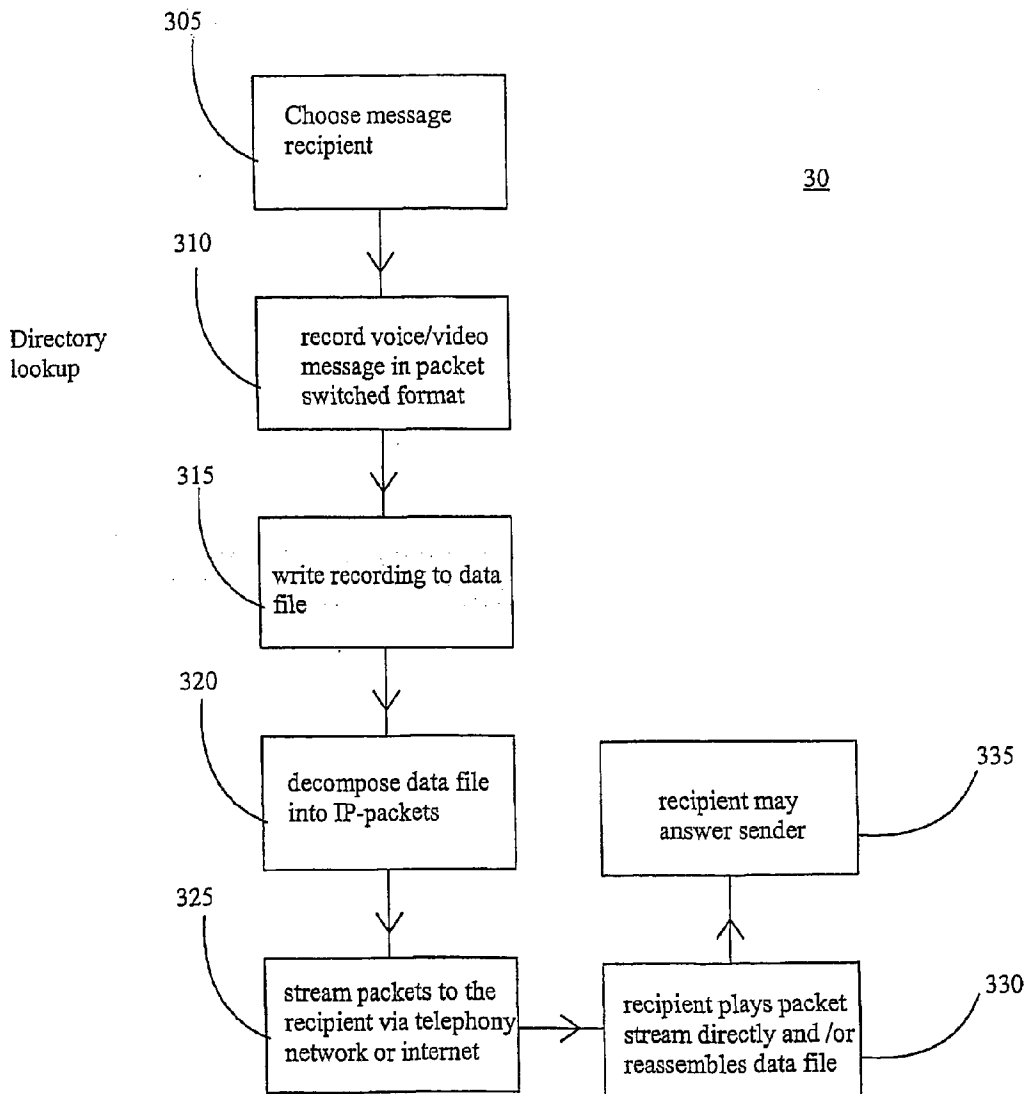 305
Choose message
recipient
30
310
Directory
lookup
record voice/video
message in packet
switched format
315
write recording to data
file
320
decompose data file
into IP-packets
335
recipient may
answer sender
325
stream packets to the
recipient via telephony
network or internet
330
recipient plays packet
stream directly and /or
reassembles data file